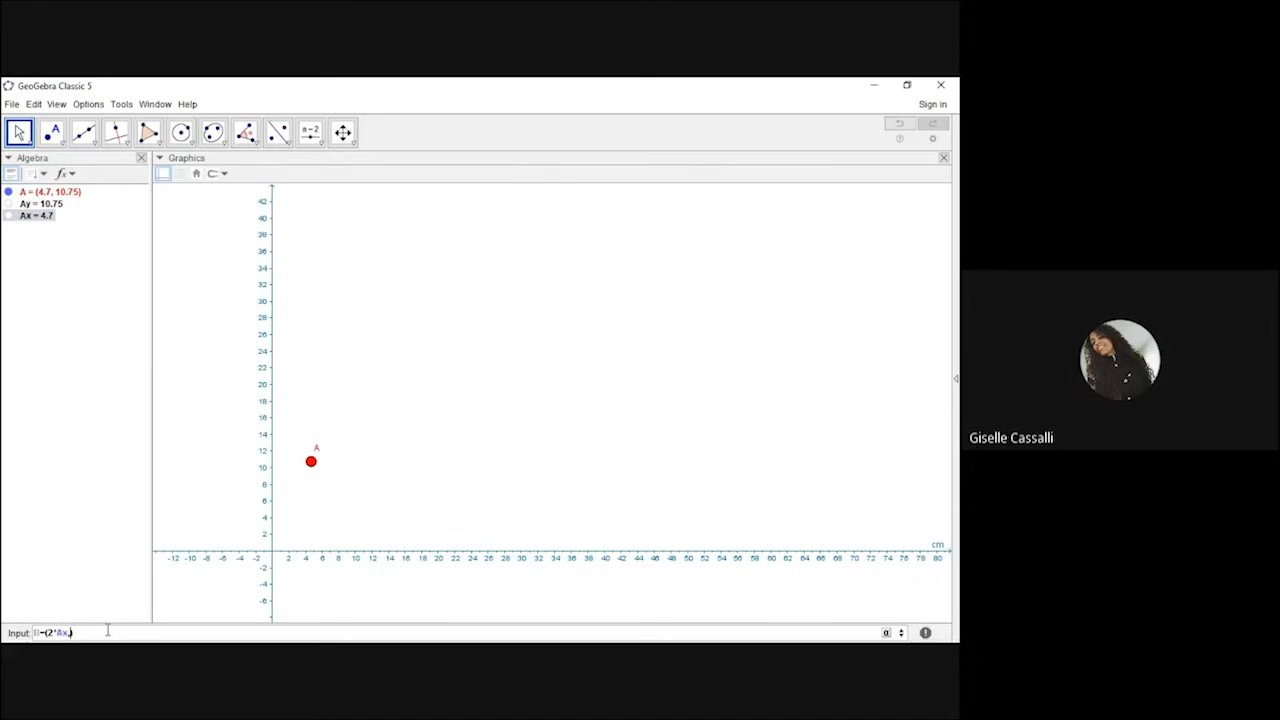 GeoGebra Classic 5
File Edit View Options Tools Window Help
Sign in
A
a=2
Algebra
Graphics
fx
A = (4.7, 10.75)
Ay = 10.75
Ax = 4.7
42
40
38
36
34
32
30
28
26
24
22
20
18
16
14
12
10
8
6
4
2
A
cm
-12 -10 -8 -6 -4 -2 2 4 6 8 10 12 14 16 18 20 22 24 26 28 30 32 34 36 38 40 42 44 46 48 50 52 54 56 58 60 62 64 66 68 70 72 74 76 78 80
-2
-4
-6
Input: B=(2*Ax,)
α
Giselle Cassalli